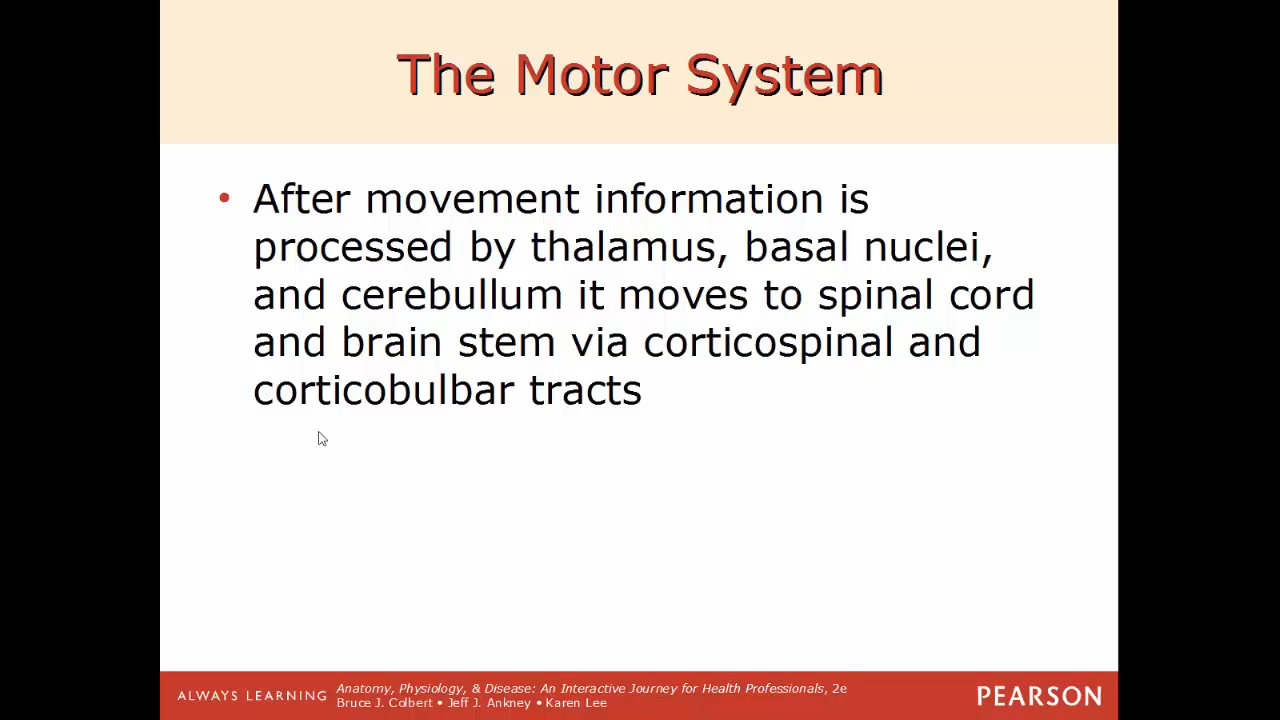 The Motor System
• After movement information is
processed by thalamus, basal nuclei,
and cerebullum it moves to spinal cord
and brain stem via corticospinal and
corticobulbar tracts
ALWAYS LEARNING
Anatomy, Physiology, & Disease: An Interactive Journey for Health Professionals, 2e
Bruce J. Colbert • Jeff J. Ankney • Karen Lee
PEARSON